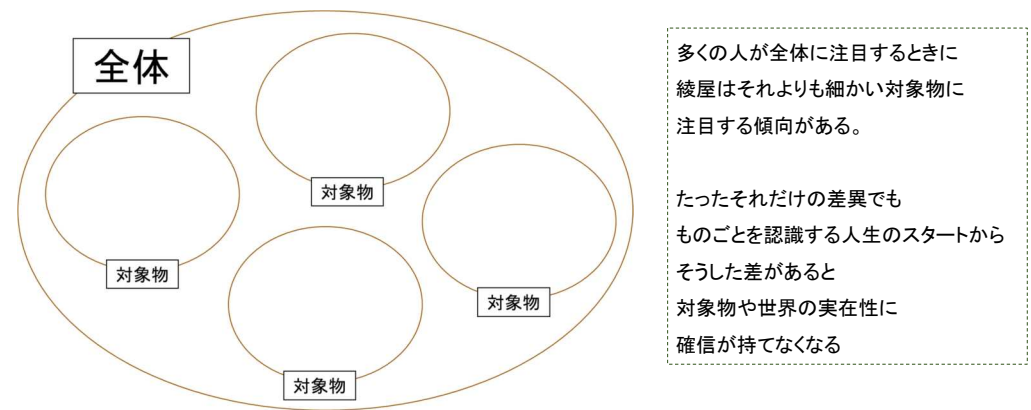 全体
対象物
対象物
対象物
対象物
多くの人が全体に注目するときに
綾屋はそれよりも細かい対象物に
注目する傾向がある。
たったそれだけの差異でも
ものごとを認識する人生のスタートから
そうした差があると
対象物や世界の実在性に
確信が持てなくなる